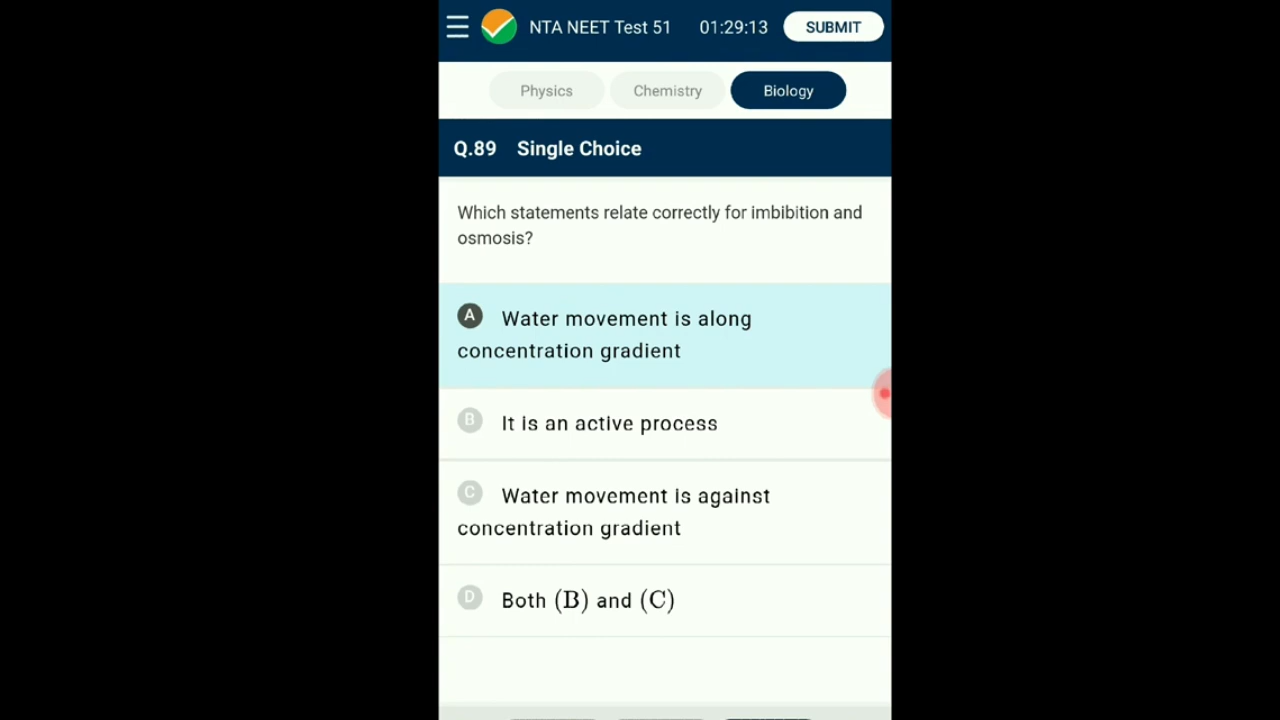 NTA NEET Test 51 01:29:13 SUBMIT
Physics Chemistry Biology
Q.89 Single Choice
Which statements relate correctly for imbibition and
osmosis?
A Water movement is along
concentration gradient
B It is an active process
C Water movement is against
concentration gradient
D Both (B) and (C)